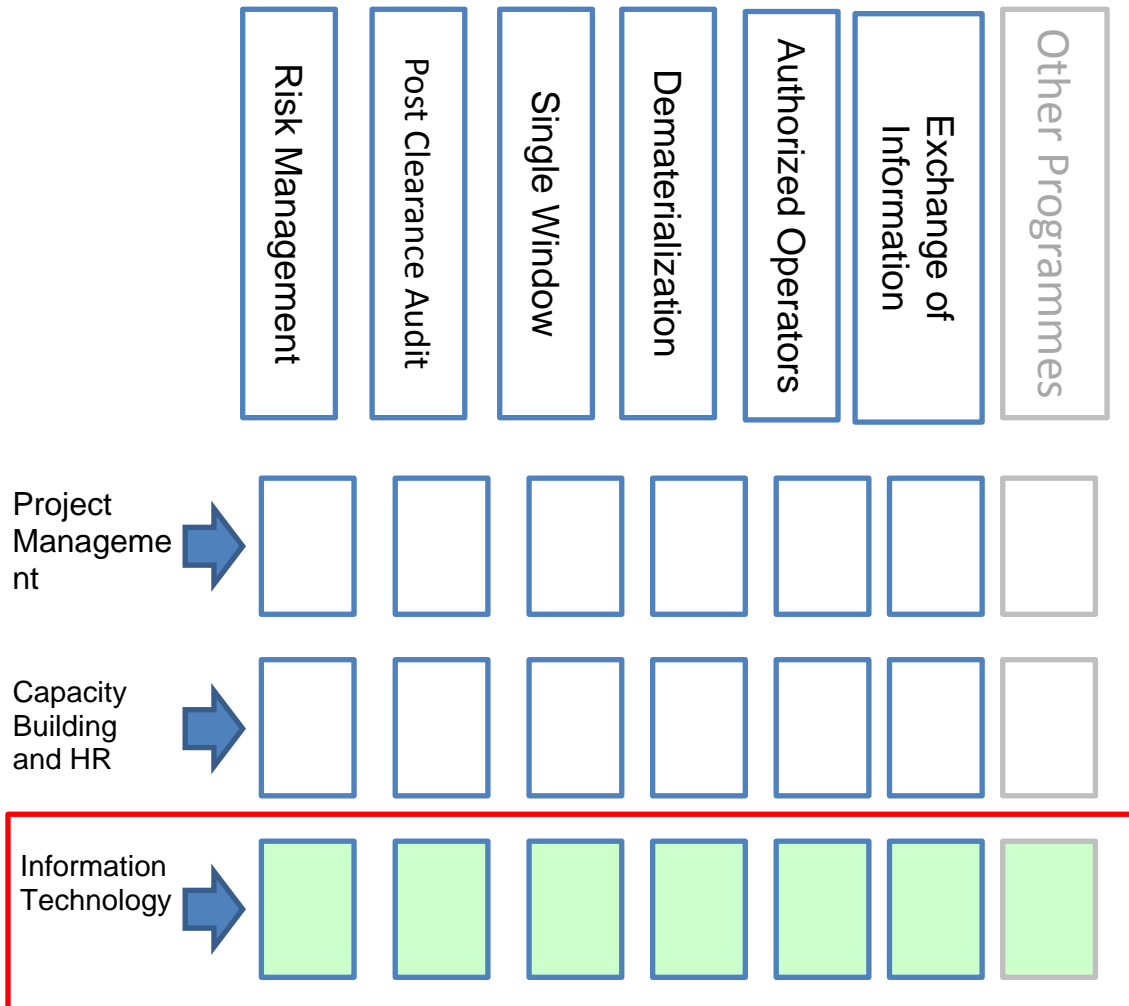 Risk Management
Post Clearance Audit
Single Window
Dematerialization
Authorized Operators
Exchange of
Information
Other Programmes
Project
Manageme
nt
Capacity
Building
and HR
Information
Technology